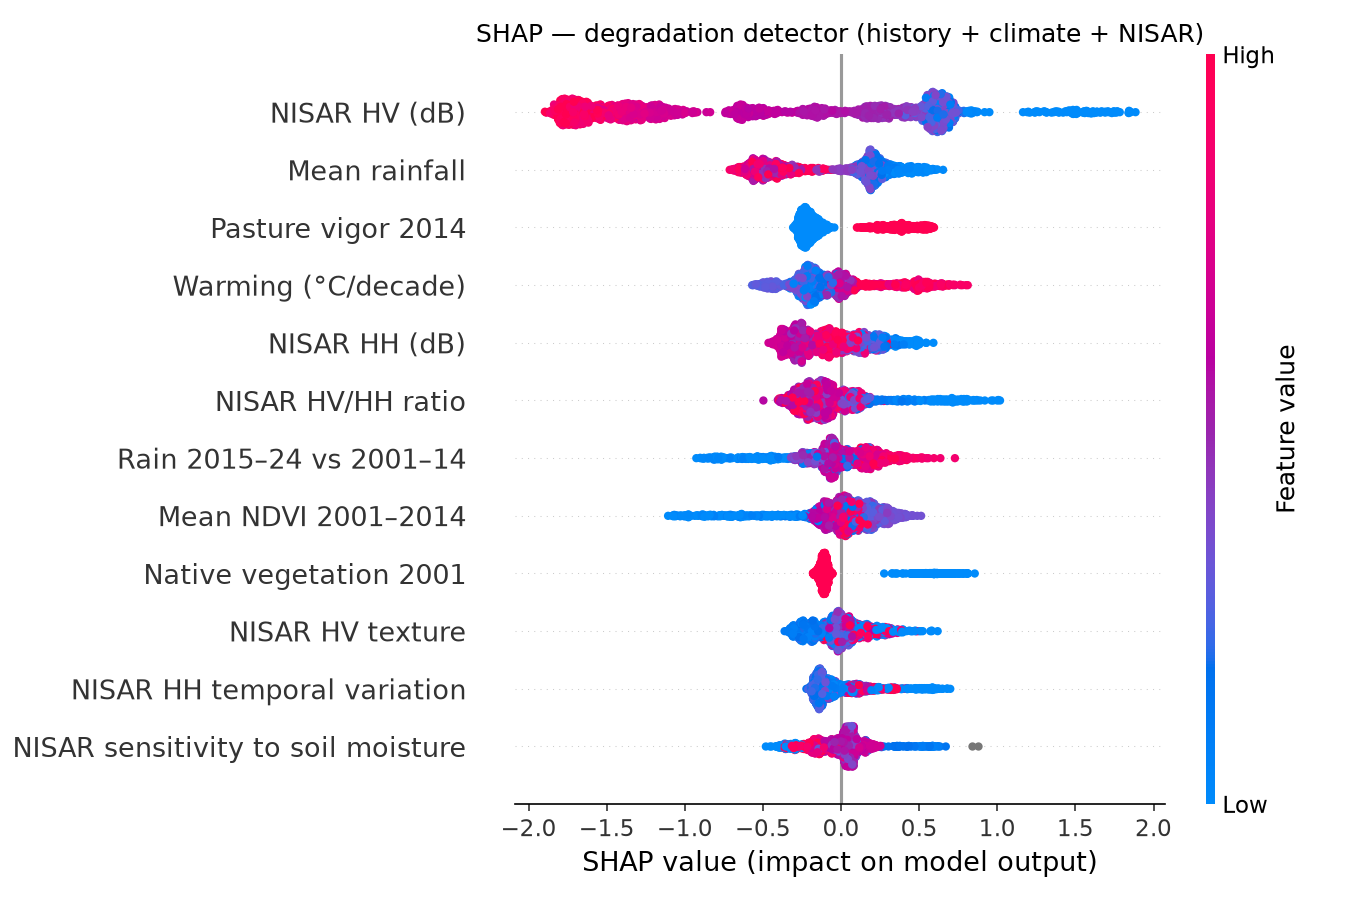 SHAP — degradation detector (history + climate + NISAR)
High
NISAR HV (dB)
Mean rainfall
Pasture vigor 2014
Warming (°C/decade)
NISAR HH (dB)
NISAR HV/HH ratio
Rain 2015–24 vs 2001–14
Mean NDVI 2001–2014
Native vegetation 2001
NISAR HV texture
NISAR HH temporal variation
NISAR sensitivity to soil moisture
Feature value
Low
−2.0 −1.5 −1.0 −0.5 0.0 0.5 1.0 1.5 2.0
SHAP value (impact on model output)